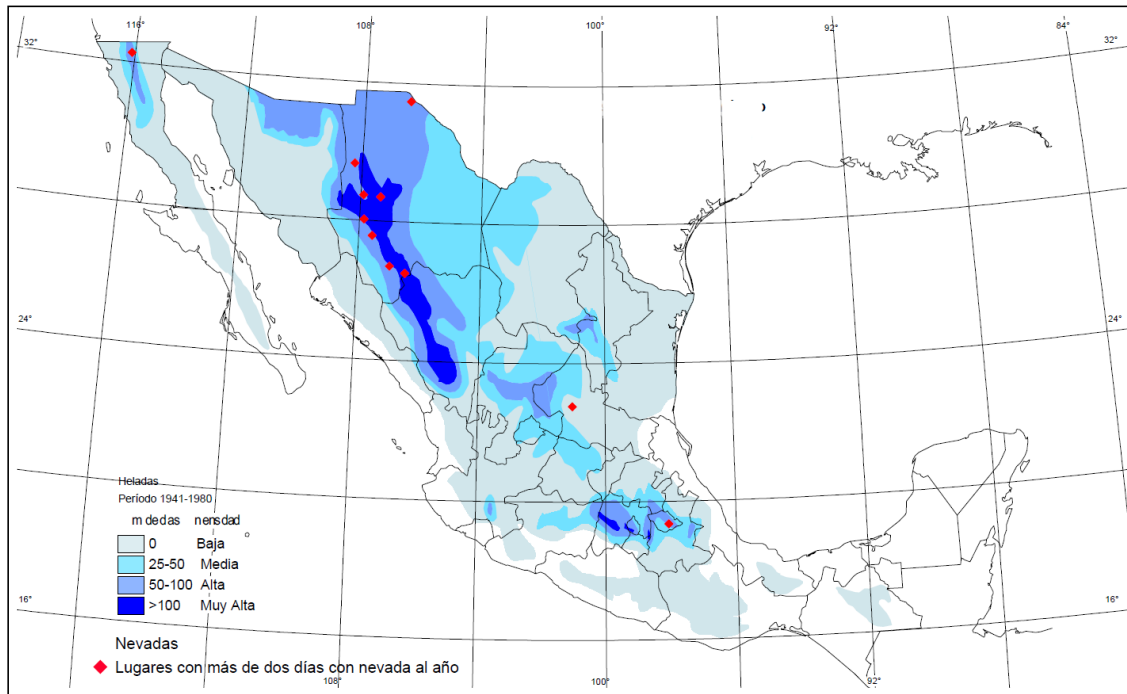 116°
108°
100°
92°
84°
32°
32°
24°
24°
16°
16°
108°
100°
92°
Heladas
Período 1941-1980
m dedas nensdad
0 Baja
25-50 Media
50-100 Alta
>100 Muy Alta
Nevadas
Lugares con más de dos días con nevada al año